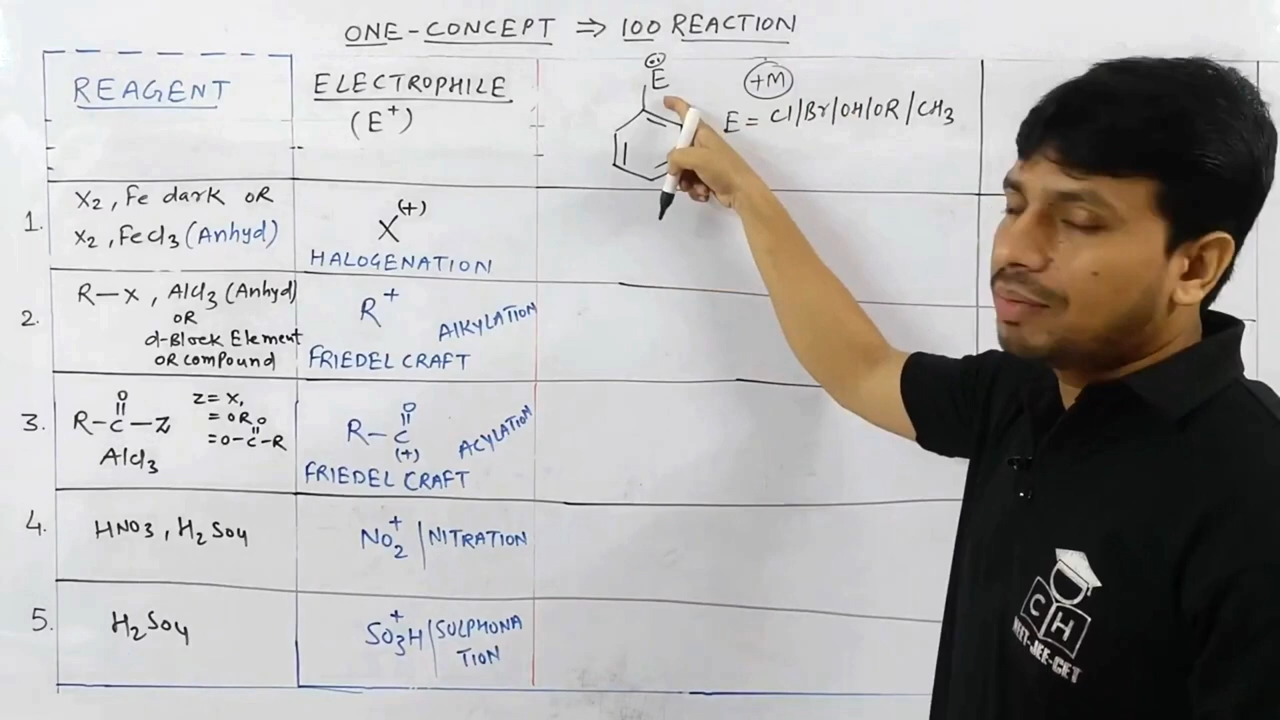 ONE-CONCEPT ⇒ 100 REACTION
REAGENT
ELECTROPHILE
(E⁺)
E
+M
E = Cl/Br/OH/OR/CH₃
1.
X₂, Fe dark OR
X₂, FeCl₃ (Anhyd)
X⁽⁺⁾
HALOGENATION
2.
R-X, AlCl₃ (Anhyd)
OR
d-Block Element
OR compound
R⁺
AlKYLATION
FRIEDEL CRAFT
3.
O
R-C-Z
AlCl₃
Z= X,
= OR
O
=O-C-R
O
R-C
(+)
ACYLATION
FRIEDEL CRAFT
4.
HNO₃, H₂SO₄
NO₂⁺ | NITRATION
5.
H₂SO₄
SO₃H⁺ / SULPHONA
TION
C H
NEET-JEE-CET